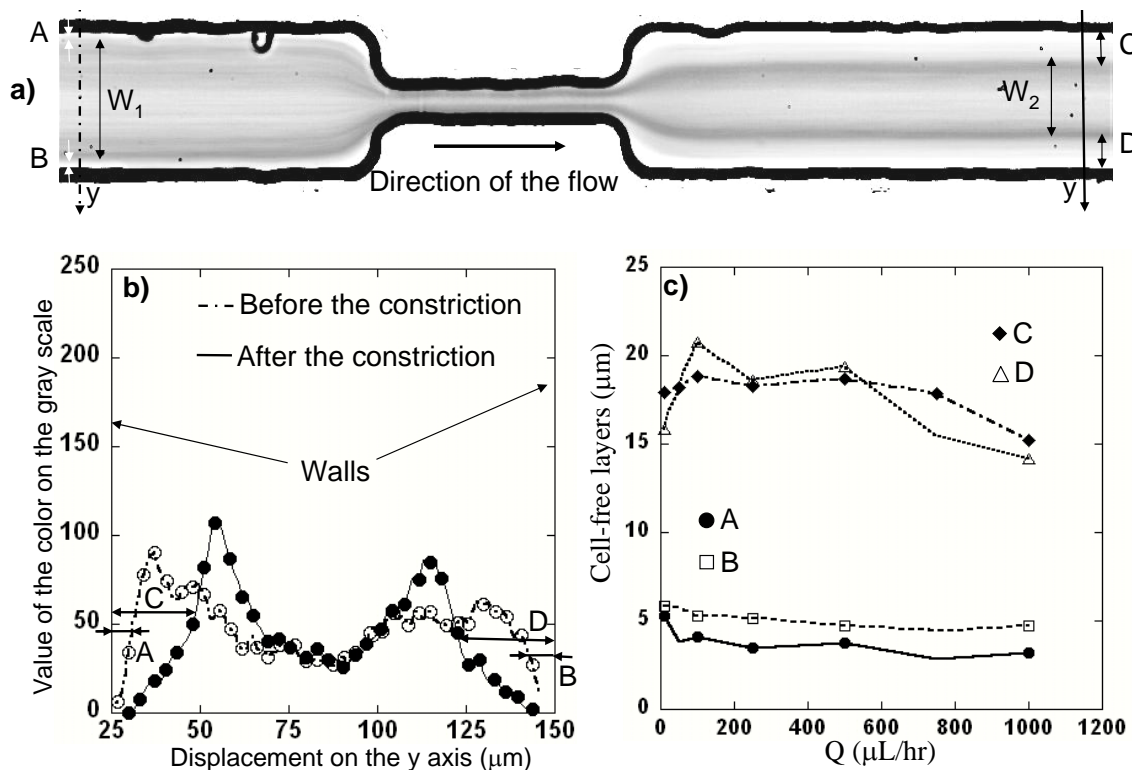 A
B
a)
W1
y
Direction of the flow
W2
y
C
D
b)
Before the constriction
After the constriction
Walls
C
A
D
B
250
200
150
100
50
0
25
50
75
100
125
150
Value of the color on the gray scale
Displacement on the y axis (μm)
c)
C
D
A
B
25
20
15
10
5
0
0
200
400
600
800
1000
1200
Cell-free layers (μm)
Q (μL/hr)